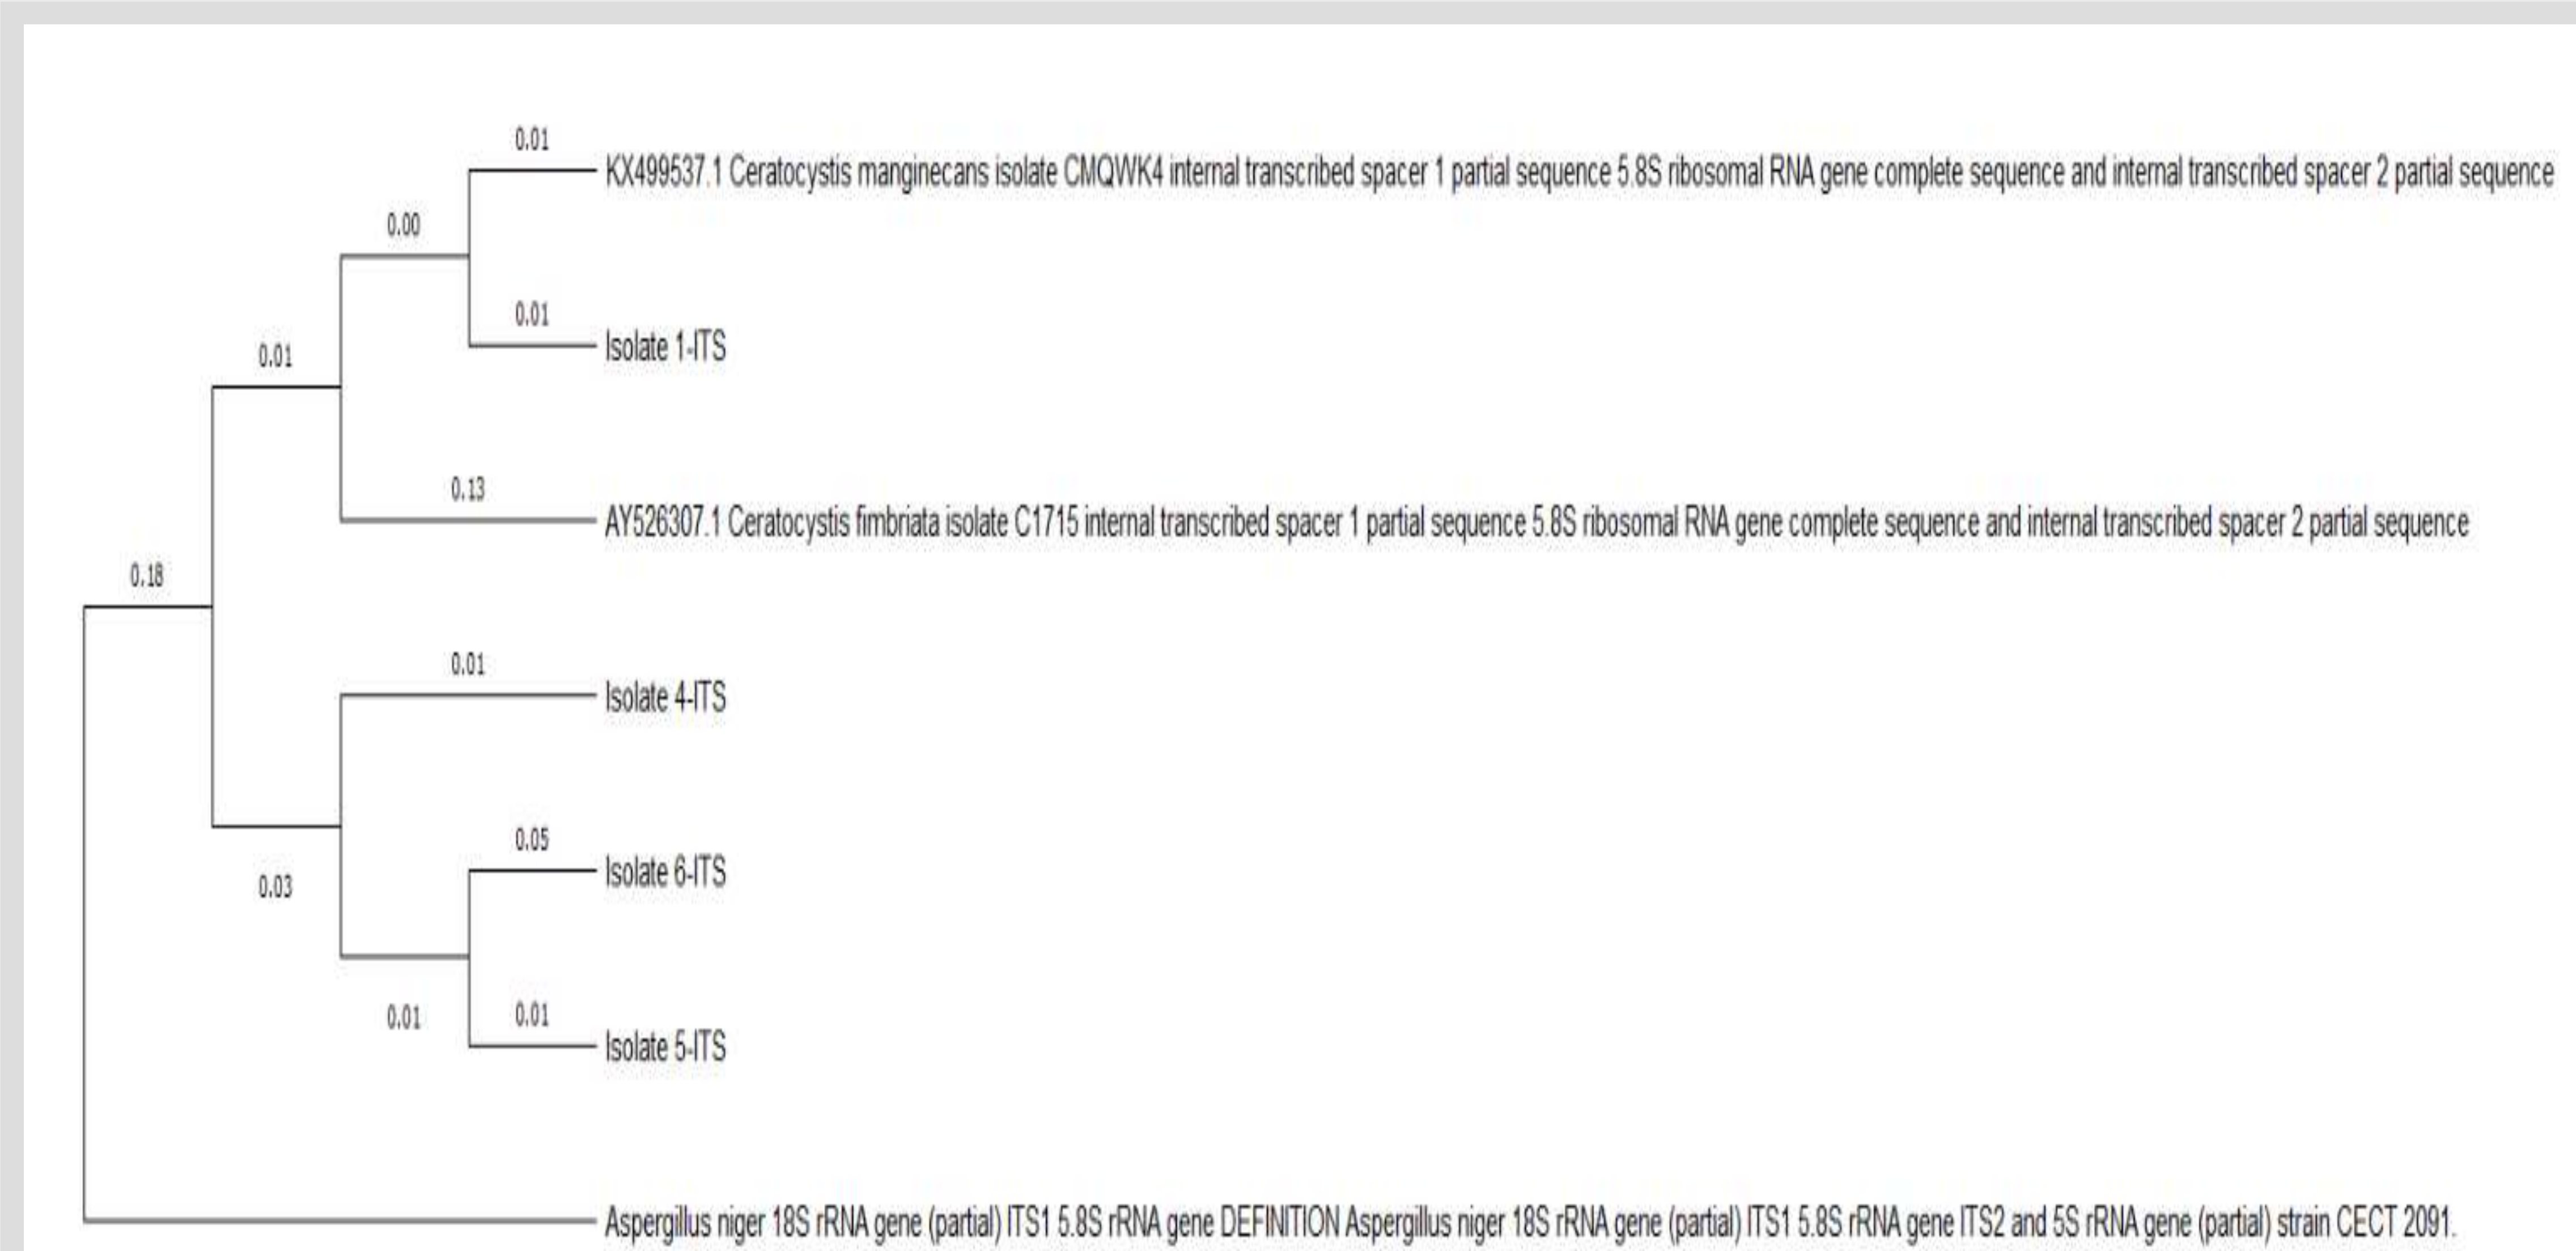 0.01
KX499537.1 Ceratocystis manginecans isolate CMQWK4 internal transcribed spacer 1 partial sequence 5.8S ribosomal RNA gene complete sequence and internal transcribed spacer 2 partial sequence
0.00
0.01
Isolate 1-ITS
0.01
0.13
AY526307.1 Ceratocystis fimbriata isolate C1715 internal transcribed spacer 1 partial sequence 5.8S ribosomal RNA gene complete sequence and internal transcribed spacer 2 partial sequence
0.18
0.01
Isolate 4-ITS
0.05
Isolate 6-ITS
0.03
0.01
0.01
Isolate 5-ITS
Aspergillus niger 18S rRNA gene (partial) ITS1 5.8S rRNA gene DEFINITION Aspergillus niger 18S rRNA gene (partial) ITS1 5.8S rRNA gene ITS2 and 5S rRNA gene (partial) strain CECT 2091.